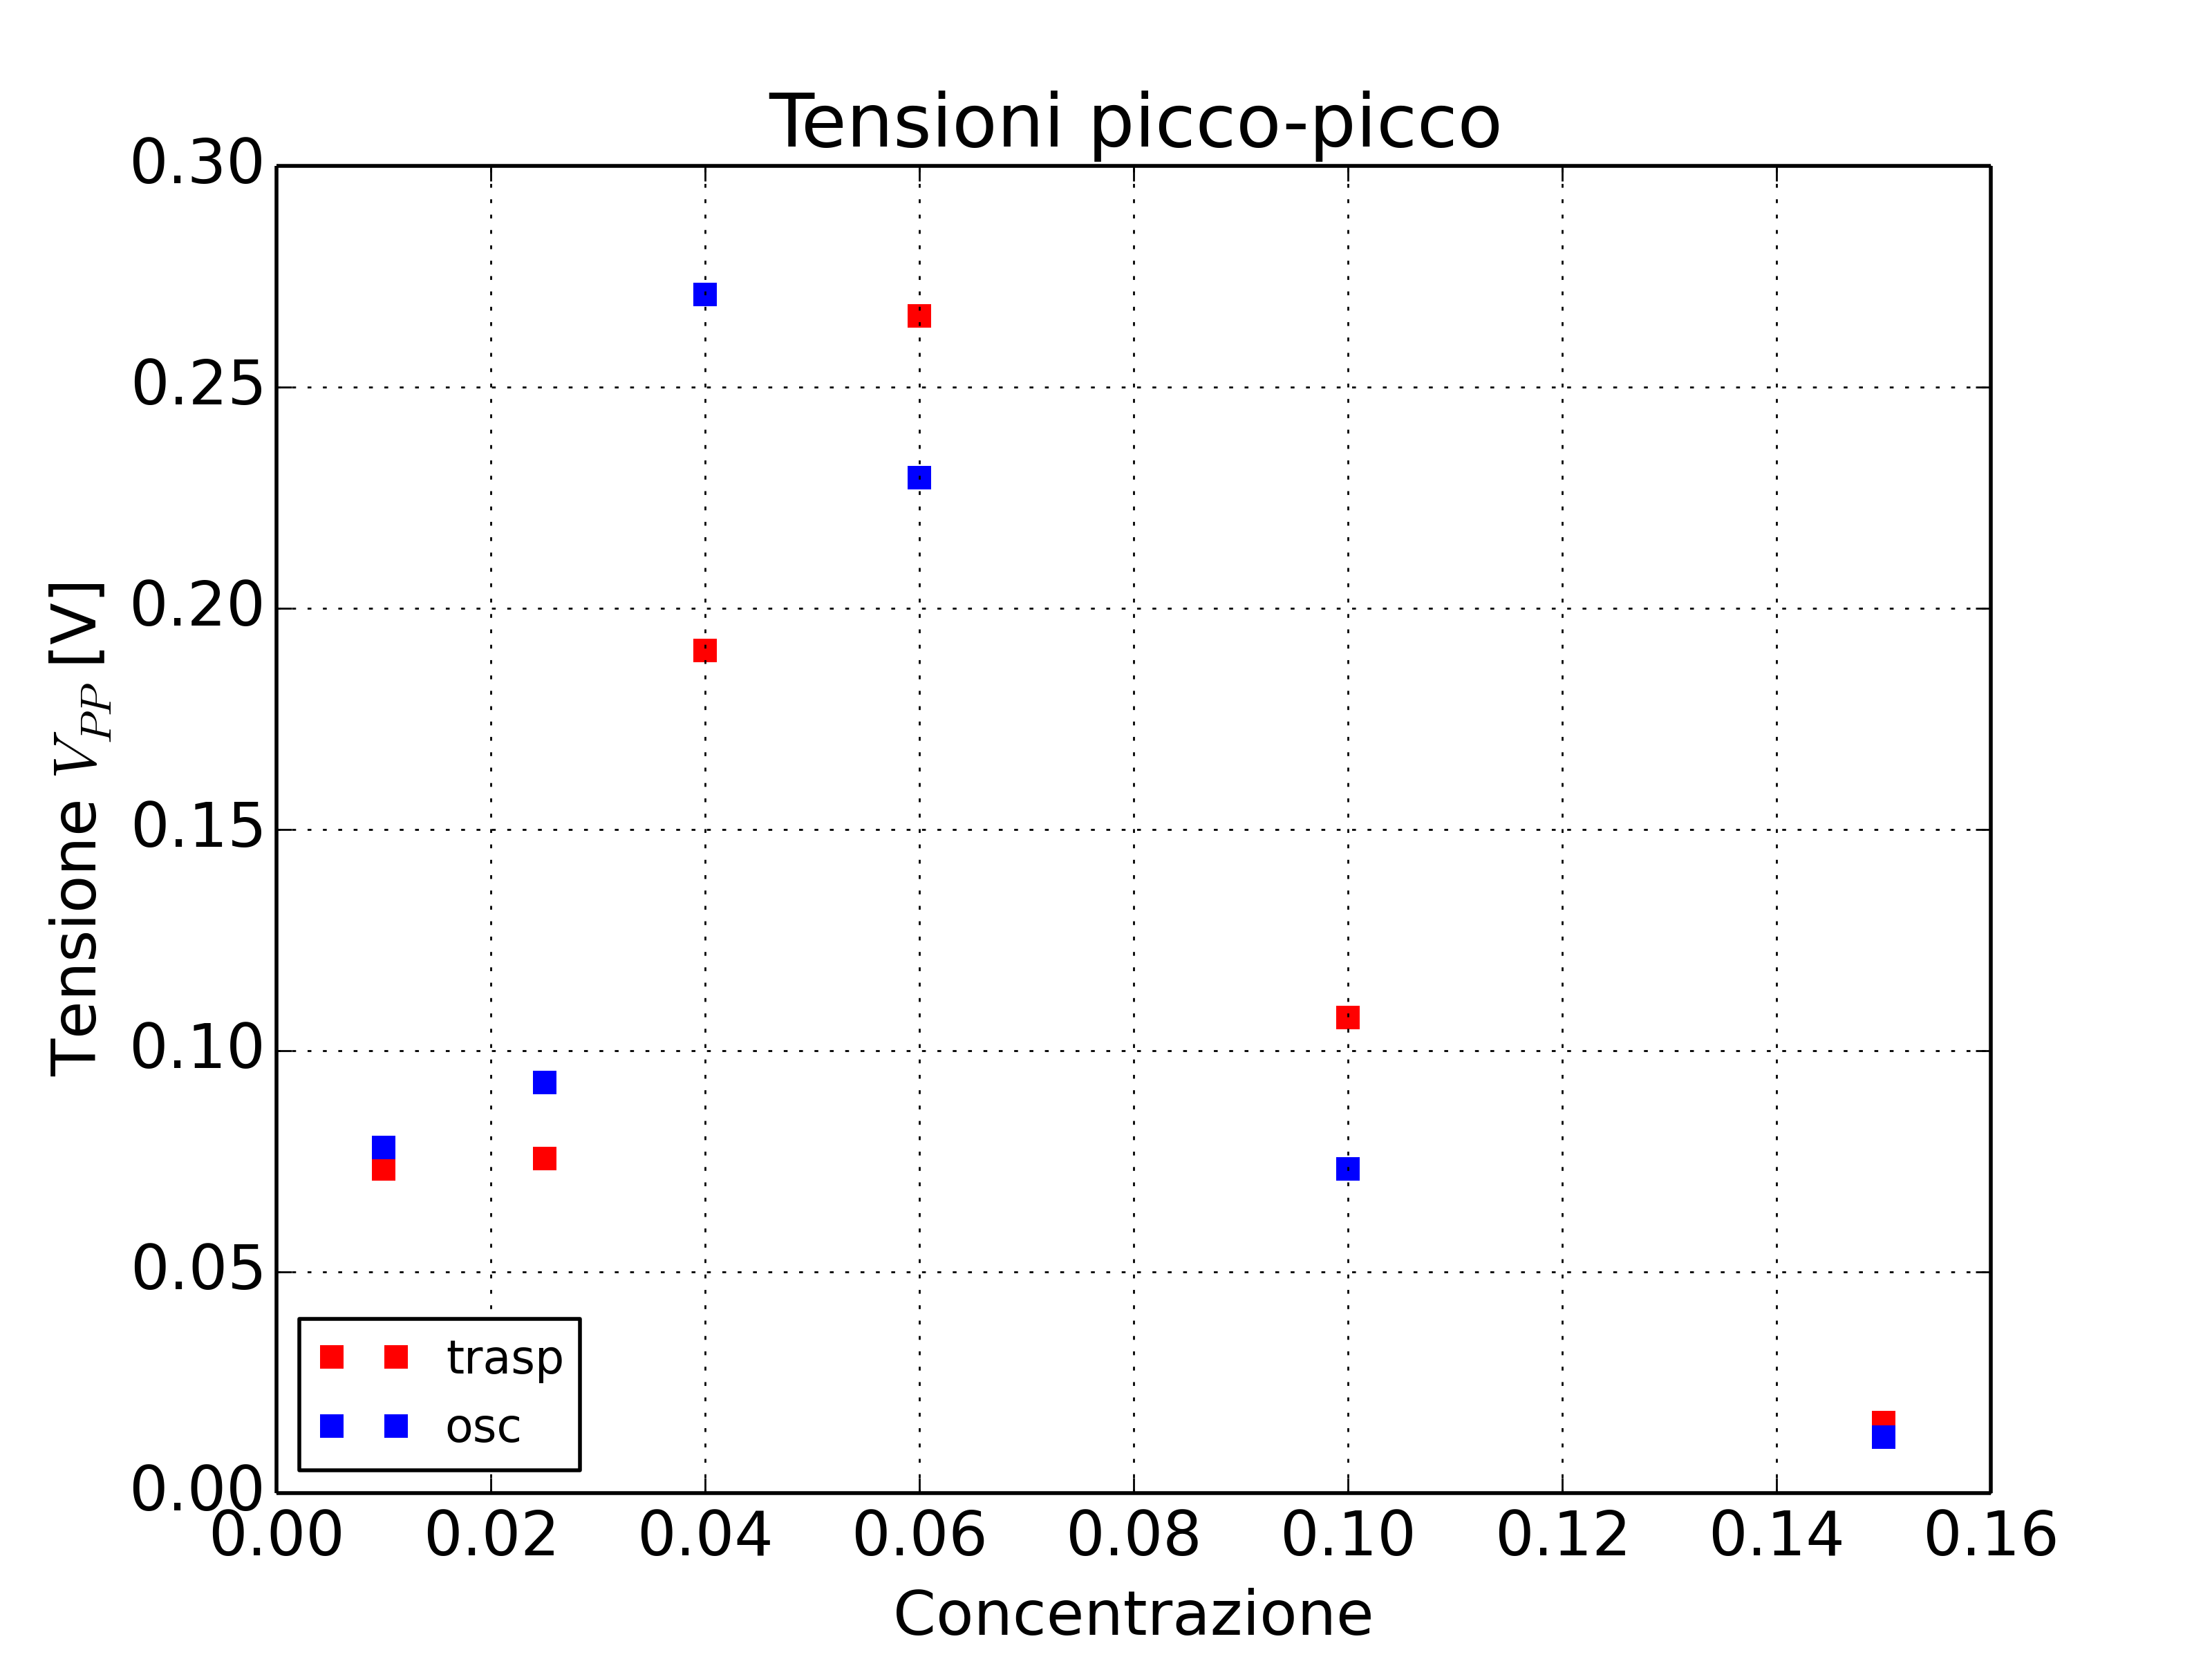 Tensioni picco-picco
0.30
0.25
0.20
0.15
0.10
0.05
0.00
Tensione V_PP [V]
trasp
osc
0.00 0.02 0.04 0.06 0.08 0.10 0.12 0.14 0.16
Concentrazione